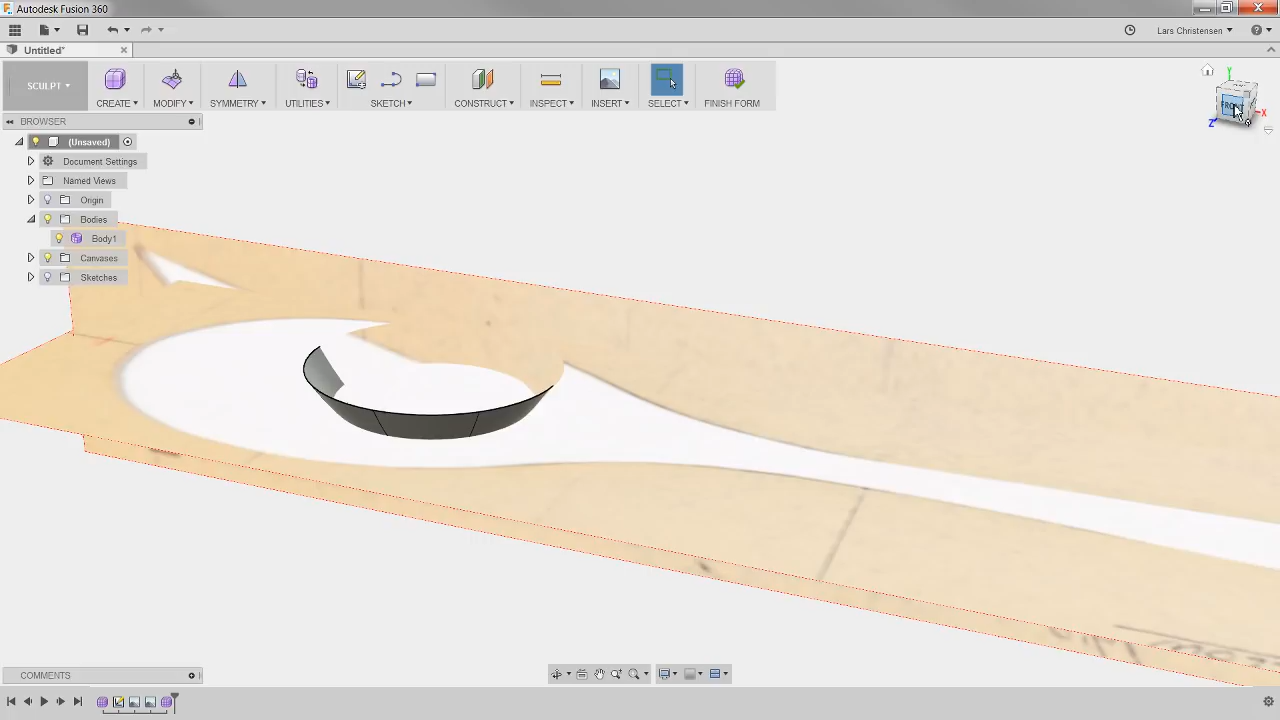 Autodesk Fusion 360
Lars Christensen
Untitled*
SCULPT
CREATE
MODIFY
SYMMETRY
UTILITIES
SKETCH
CONSTRUCT
INSPECT
INSERT
SELECT
FINISH FORM
Y
X
Z
BROWSER
(Unsaved)
Document Settings
Named Views
Origin
Bodies
Body1
Canvases
Sketches
COMMENTS